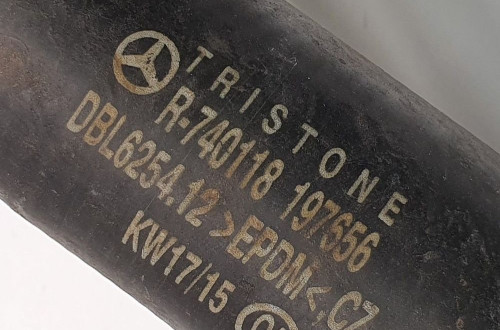 TRISTONE
R-740118 197656
DBL6254.12 >EPDM<,CZ
KW17/15